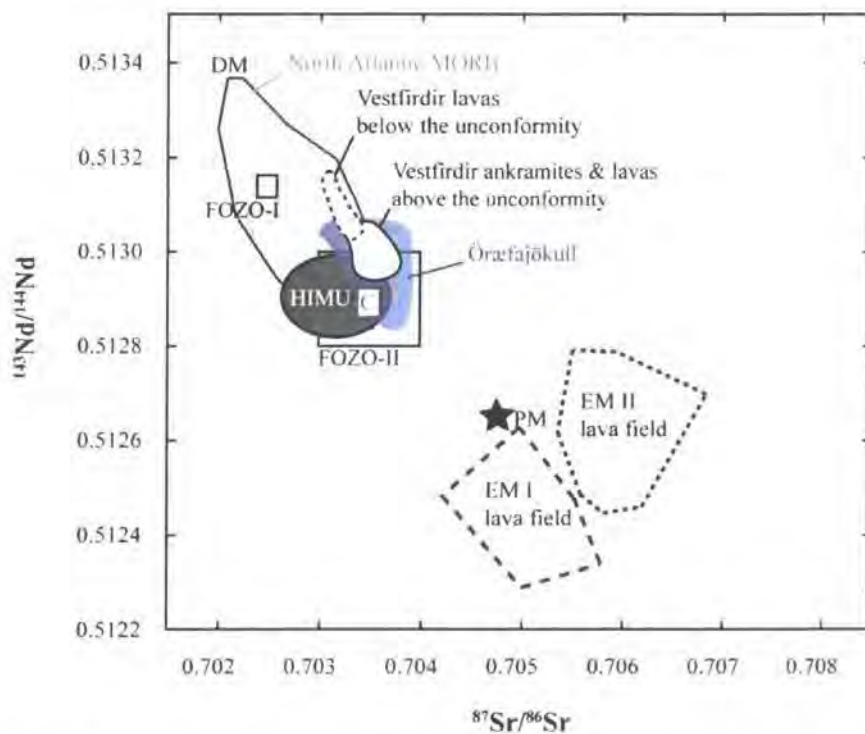 0.5134
0.5132
0.5130
0.5128
0.5126
0.5124
0.5122
¹⁴³Nd/¹⁴⁴Nd
DM
North Atlantic MORB
Vestfirdir lavas
below the unconformity
Vestfirdir ankramites & lavas
above the unconformity
FOZO-I
Öræfajökull
HIMU
C
FOZO-II
PM
EM II
lava field
EM I
lava field
0.702
0.703
0.704
0.705
0.706
0.707
0.708
⁸⁷Sr/⁸⁶Sr